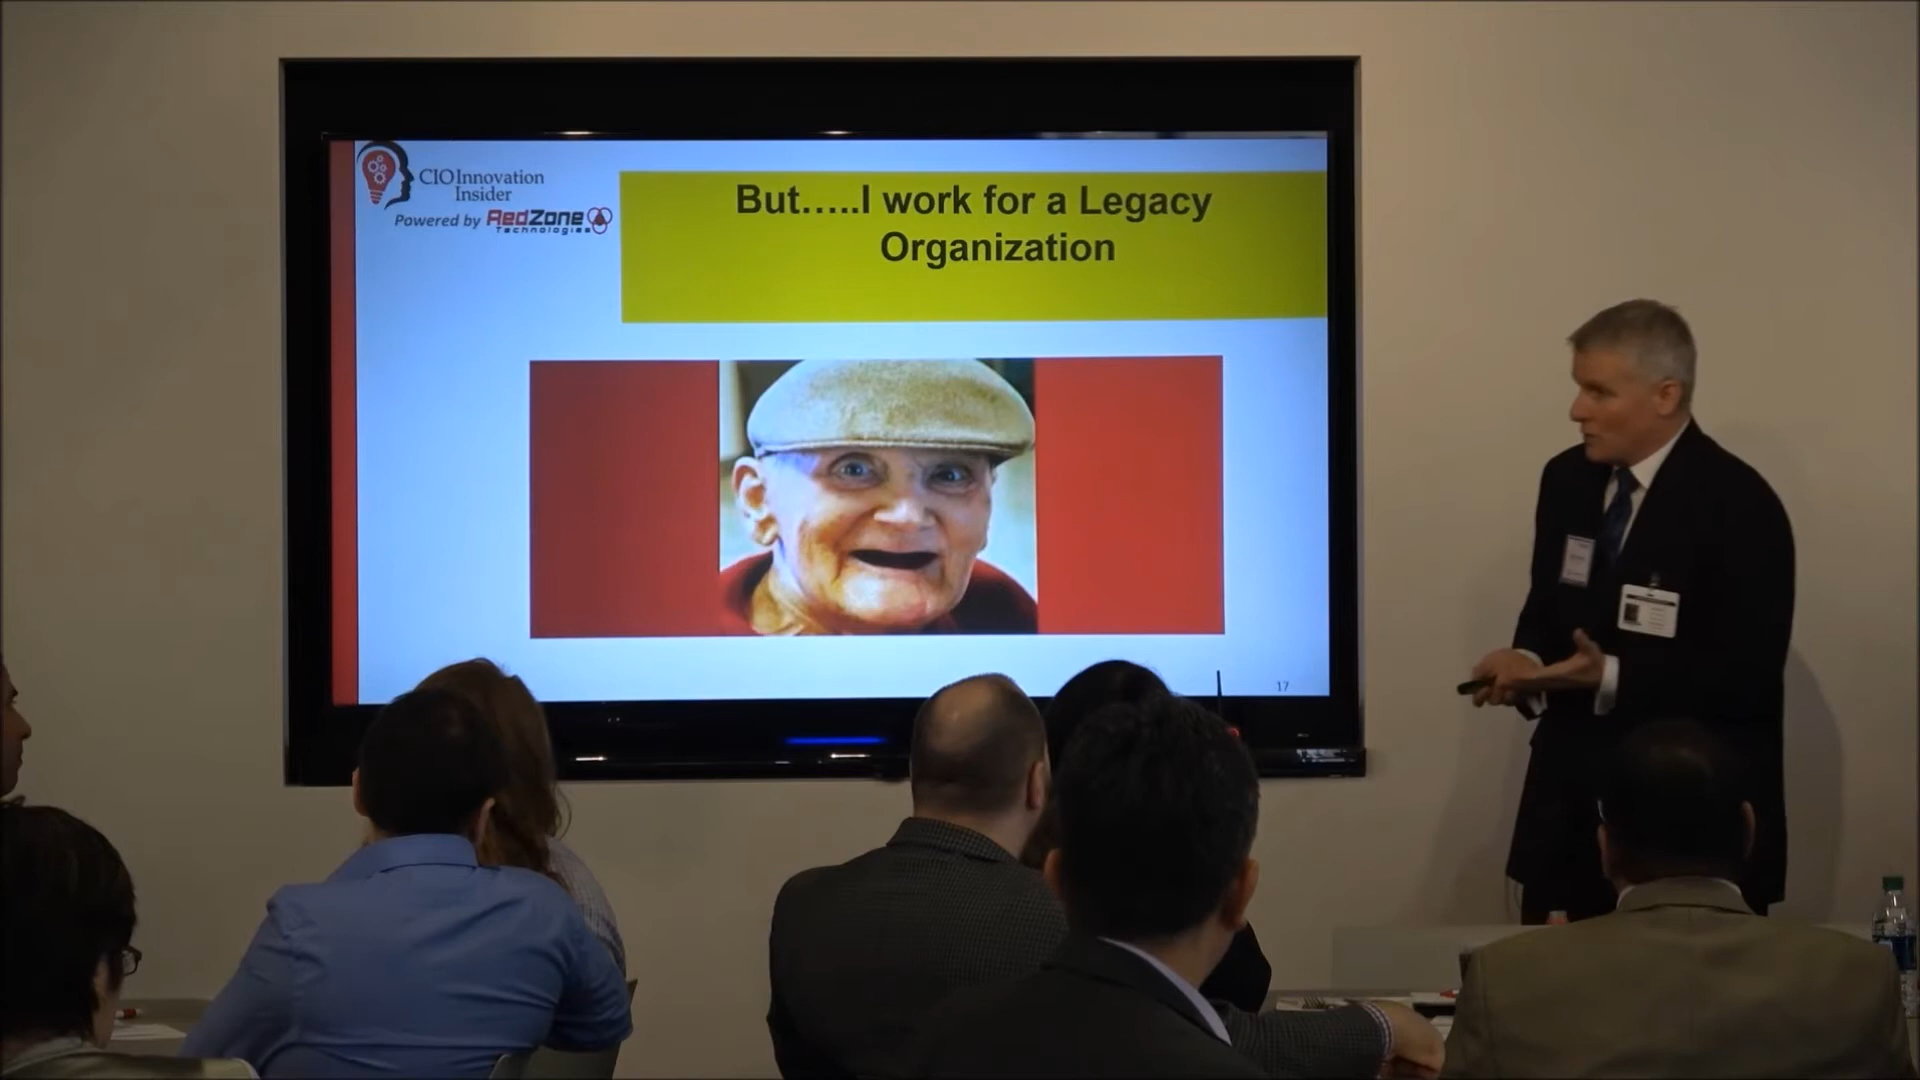 CIO Innovation
Insider
Powered by RedZone
Technologies
But.....I work for a Legacy
Organization
17